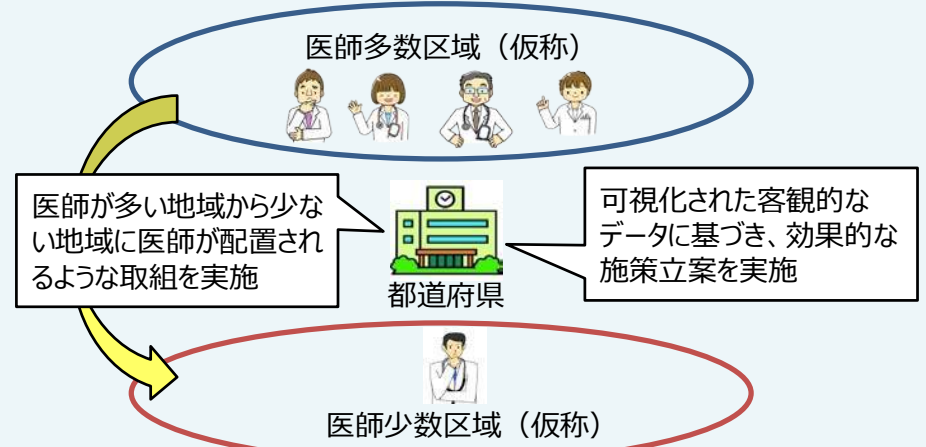 医師多数区域（仮称）
医師が多い地域から少な
い地域に医師が配置され
るような取組を実施
可視化された客観的な
データに基づき、効果的な
施策立案を実施
都道府県
医師少数区域（仮称）